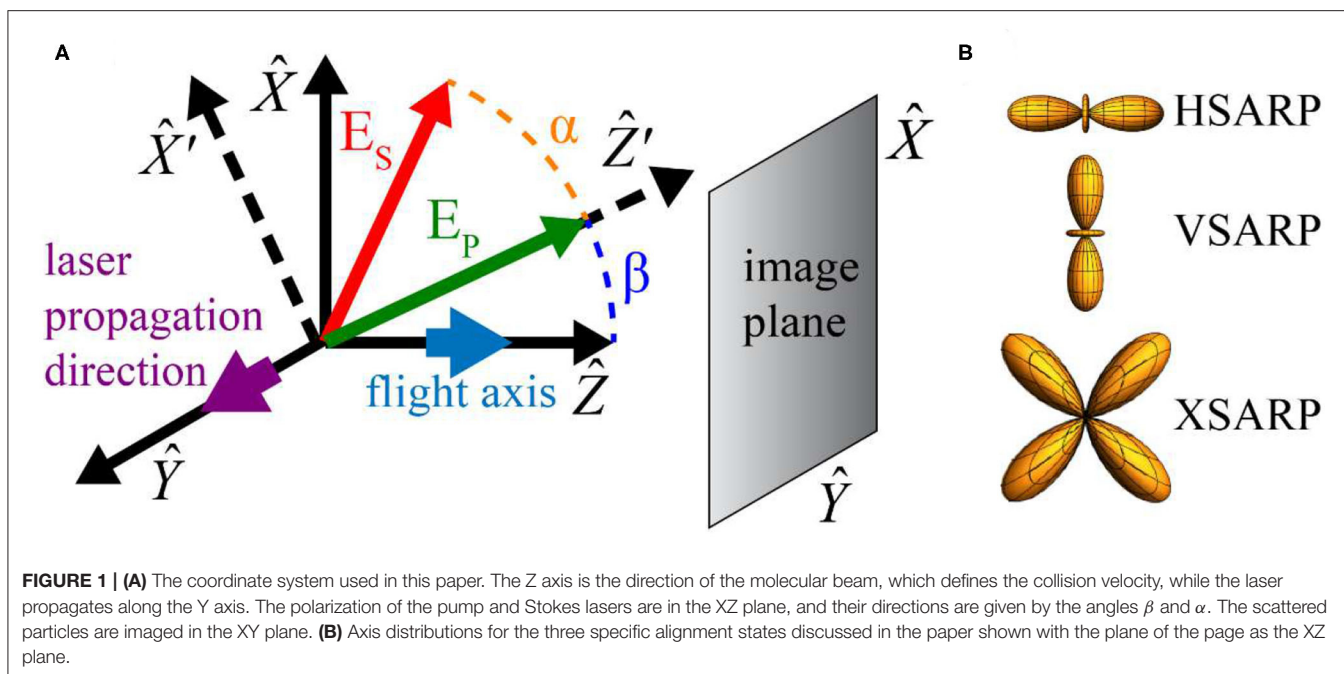 A
X̂'
X̂
E_S
α
Ẑ'
E_P
β
laser
propagation
direction
flight axis
Ẑ
Ŷ
X̂
image
plane
Ŷ
B
HSARP
VSARP
XSARP
FIGURE 1 | (A) The coordinate system used in this paper. The Z axis is the direction of the molecular beam, which defines the collision velocity, while the laser
propagates along the Y axis. The polarization of the pump and Stokes lasers are in the XZ plane, and their directions are given by the angles β and α. The scattered
particles are imaged in the XY plane. (B) Axis distributions for the three specific alignment states discussed in the paper shown with the plane of the page as the XZ
plane.